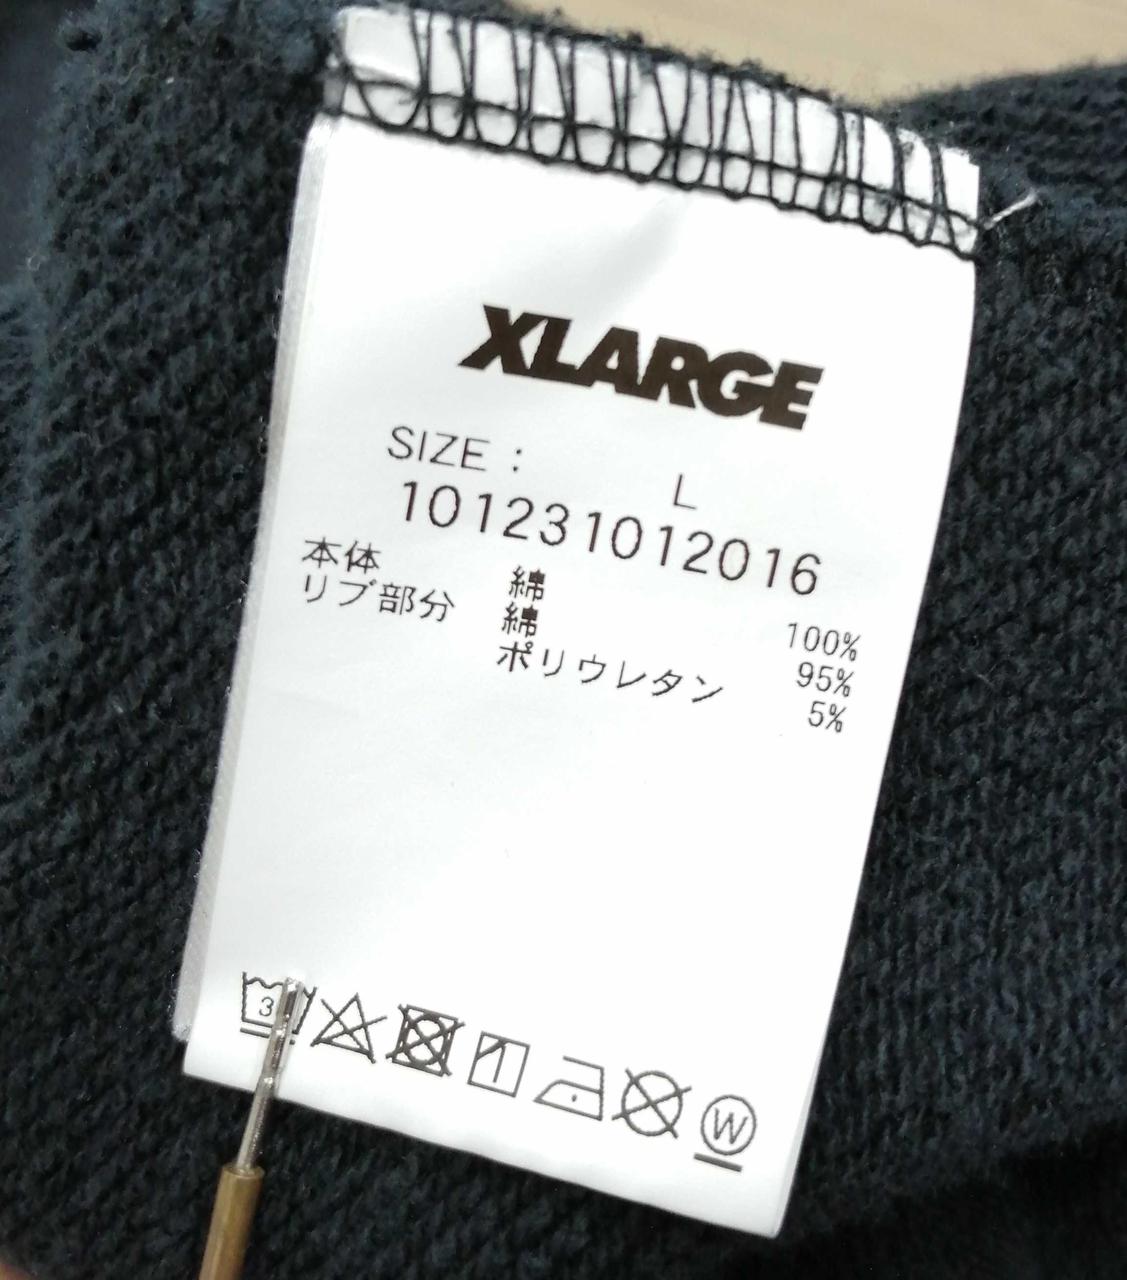 XLARGE
SIZE : L
101231012016
本体 綿 100%
リブ部分 綿 95%
ポリウレタン 5%
W